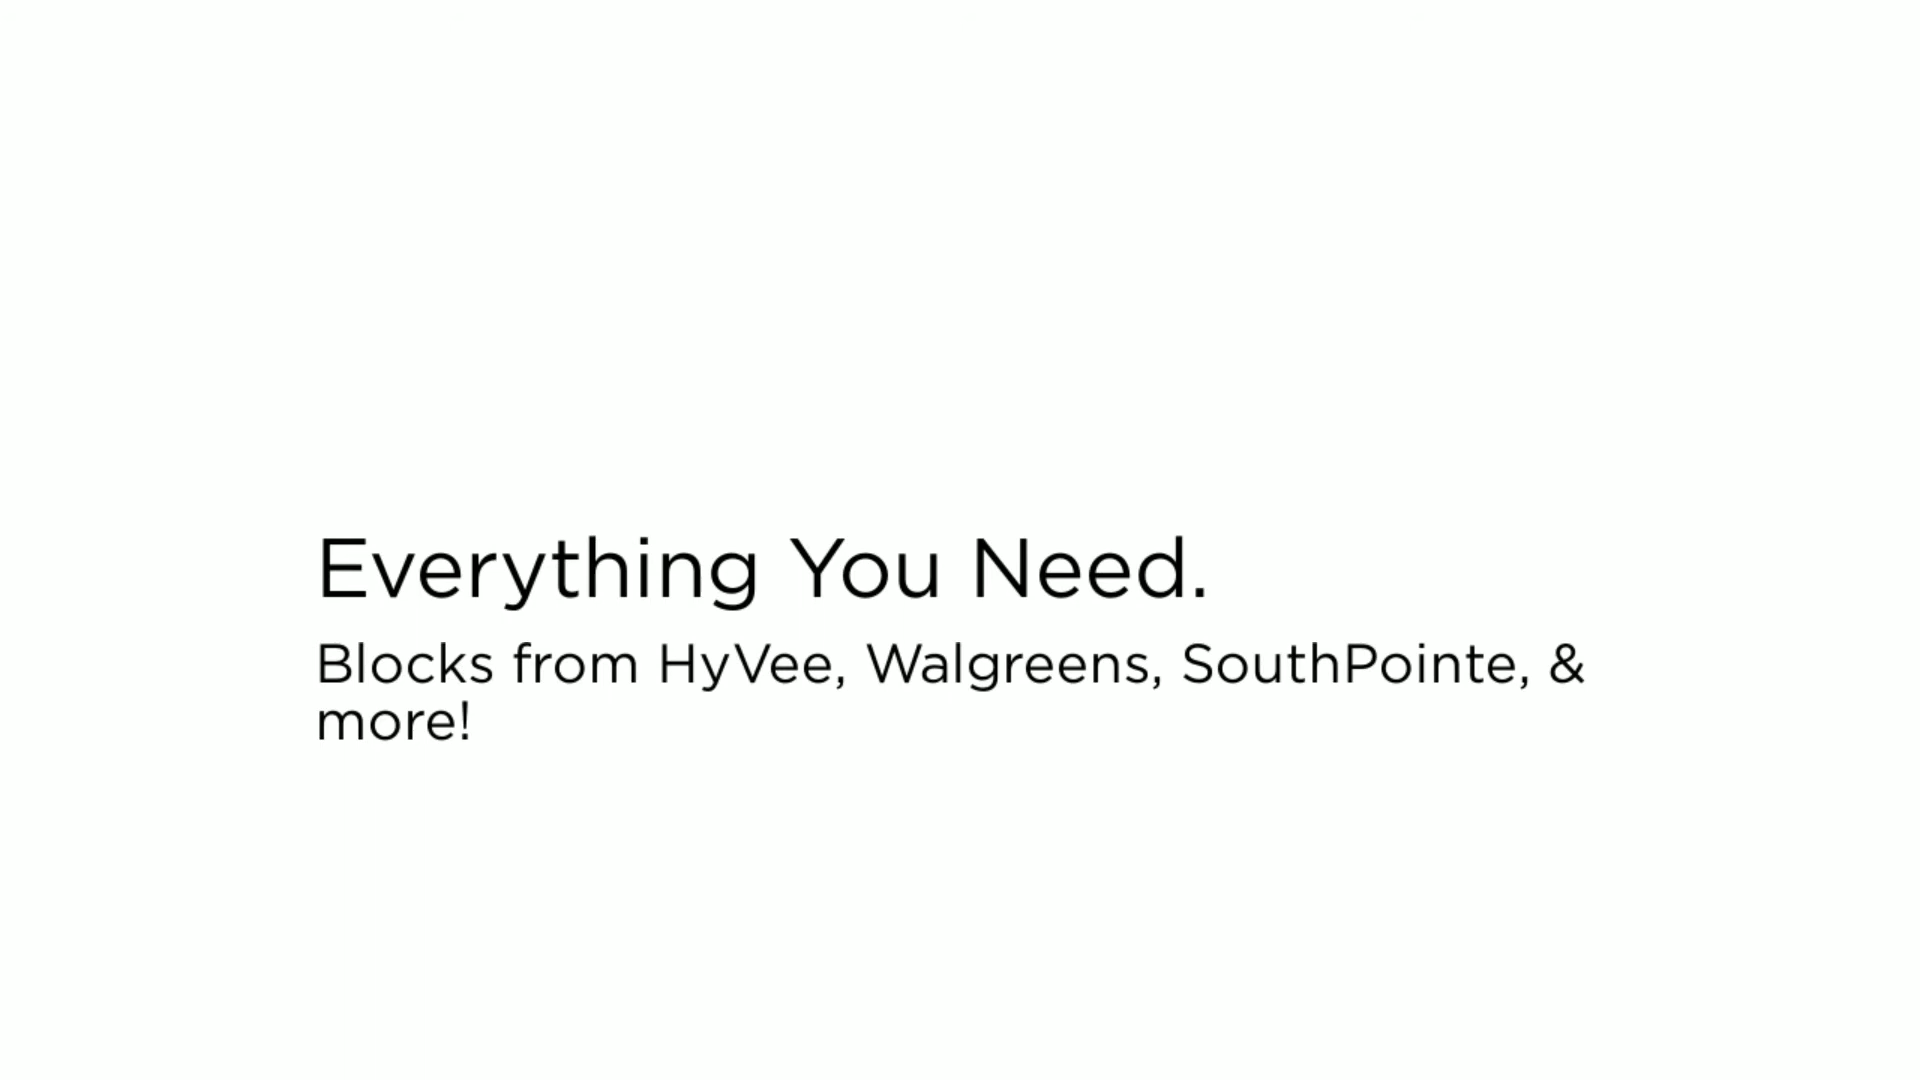 Everything You Need.
Blocks from HyVee, Walgreens, SouthPointe, &
more!